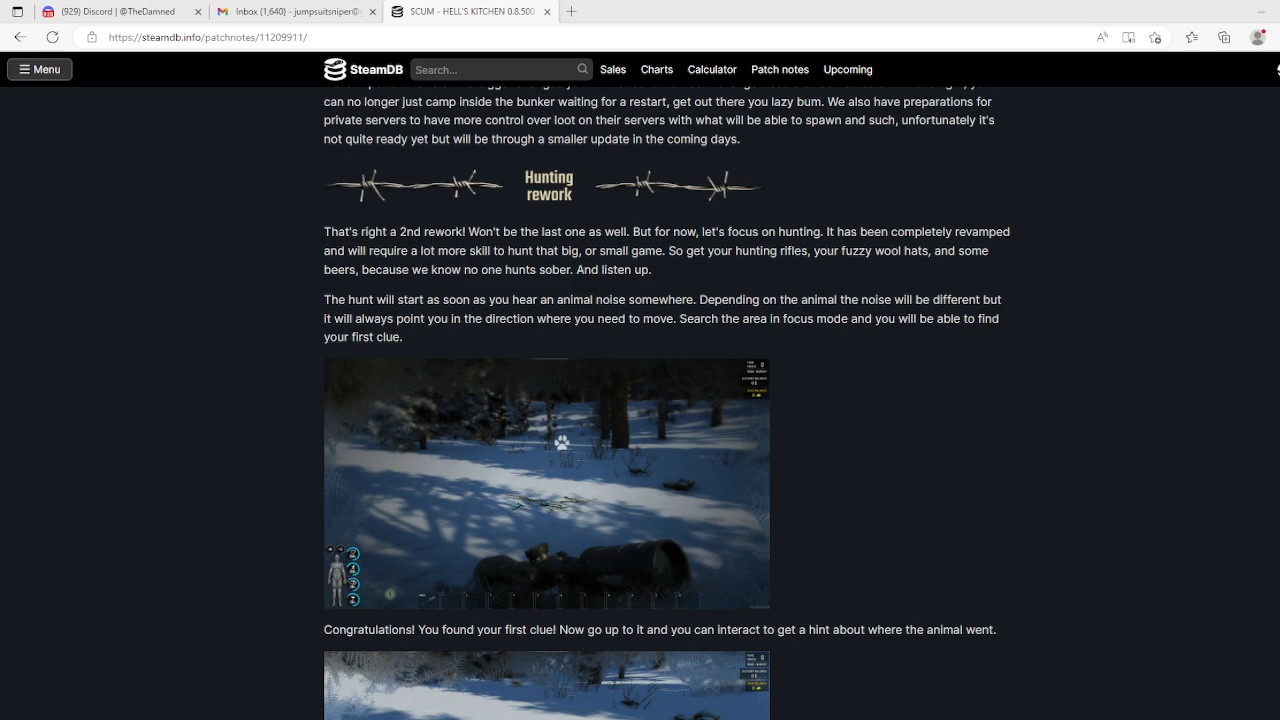 (929) Discord | @TheDamned
Inbox (1,640) - jumpsuitsniper@
SCUM - HELL'S KITCHEN 0.8.500
https://steamdb.info/patchnotes/11209911/
Menu
SteamDB
Search...
Sales
Charts
Calculator
Patch notes
Upcoming
can no longer just camp inside the bunker waiting for a restart, get out there you lazy bum. We also have preparations for
private servers to have more control over loot on their servers with what will be able to spawn and such, unfortunately it's
not quite ready yet but will be through a smaller update in the coming days.
Hunting
rework
That's right a 2nd rework! Won't be the last one as well. But for now, let's focus on hunting. It has been completely revamped
and will require a lot more skill to hunt that big, or small game. So get your hunting rifles, your fuzzy wool hats, and some
beers, because we know no one hunts sober. And listen up.
The hunt will start as soon as you hear an animal noise somewhere. Depending on the animal the noise will be different but
it will always point you in the direction where you need to move. Search the area in focus mode and you will be able to find
your first clue.
Congratulations! You found your first clue! Now go up to it and you can interact to get a hint about where the animal went.